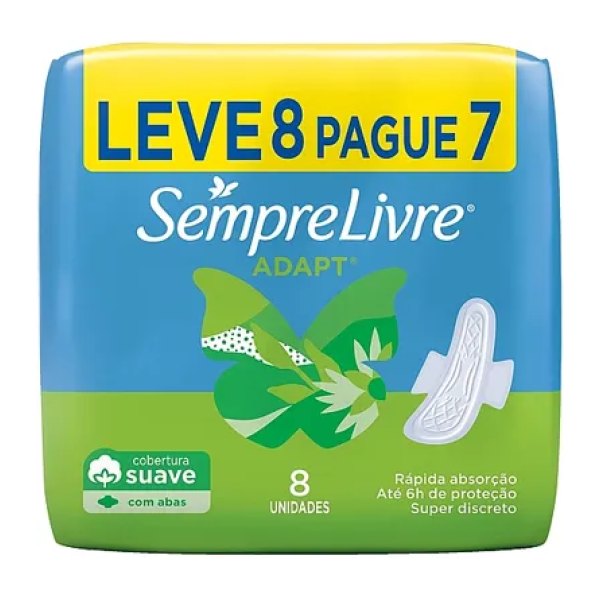 LEVE 8 PAGUE 7
SempreLivre®
ADAPT®
cobertura
suave
com abas
8
UNIDADES
Rápida absorção
Até 6h de proteção
Super discreto